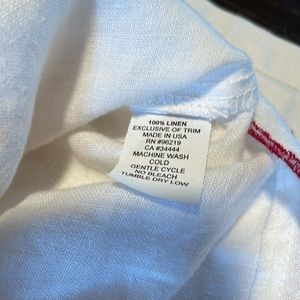 100% LINEN
EXCLUSIVE OF TRIM
MADE IN USA
RN #96219
CA #34444
MACHINE WASH
COLD
GENTLE CYCLE
NO BLEACH
TUMBLE DRY LOW